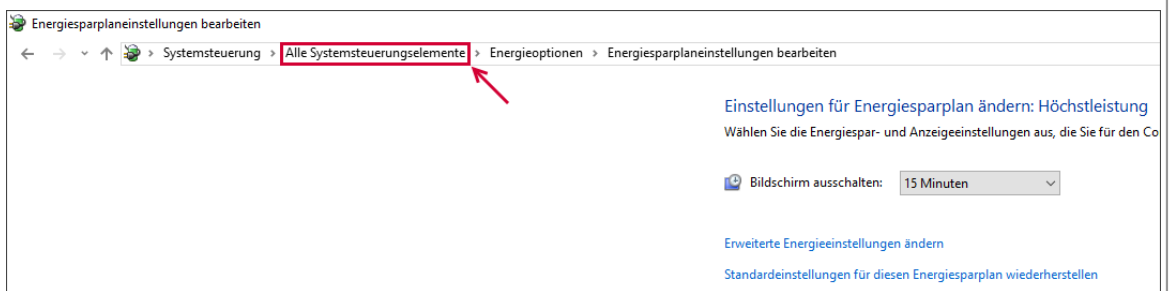 Energiesparplaneinstellungen bearbeiten
Systemsteuerung > Alle Systemsteuerungselemente > Energieoptionen > Energiesparplaneinstellungen bearbeiten
Einstellungen für Energiesparplan ändern: Höchstleistung
Wählen Sie die Energiespar- und Anzeigeeinstellungen aus, die Sie für den Co
Bildschirm ausschalten: 15 Minuten
Erweiterte Energieeinstellungen ändern
Standardeinstellungen für diesen Energiesparplan wiederherstellen